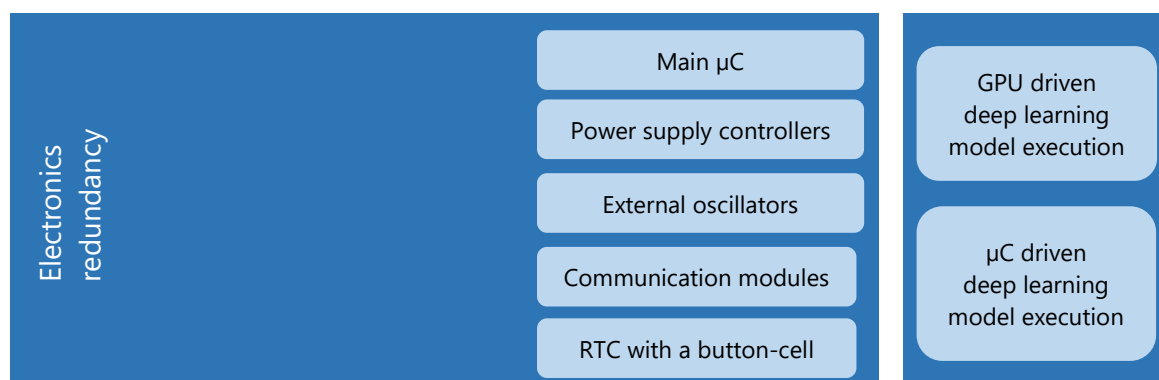 Electronics
redundancy
Main µC
Power supply controllers
External oscillators
Communication modules
RTC with a button-cell
GPU driven
deep learning
model execution
µC driven
deep learning
model execution